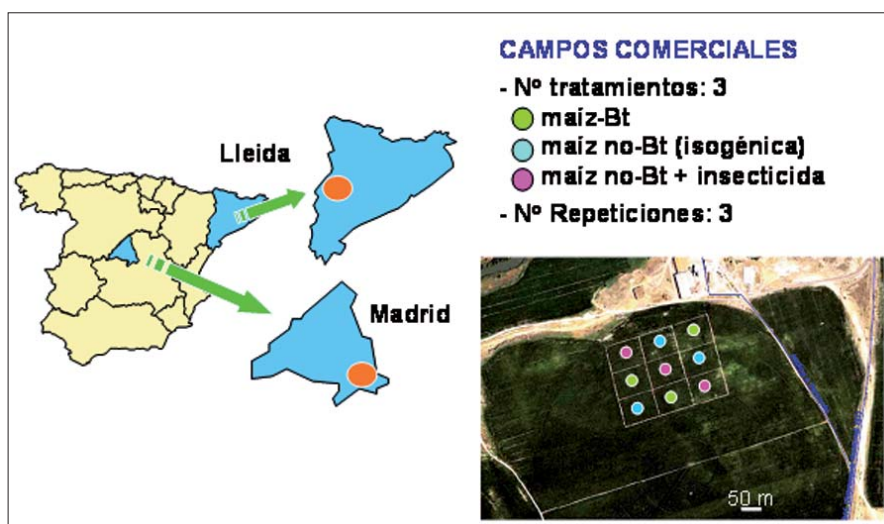 CAMPOS COMERCIALES
- Nº tratamientos: 3
maíz-Bt
maíz no-Bt (isogénica)
maíz no-Bt + insecticida
- Nº Repeticiones: 3
Lleida
Madrid
50 m